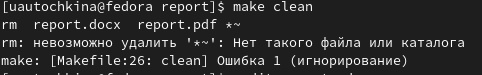 [uautochkina@fedora report]$ make clean
rm  report.docx  report.pdf *~
rm: невозможно удалить '*~': Нет такого файла или каталога
make: [Makefile:26: clean] Ошибка 1 (игнорирование)